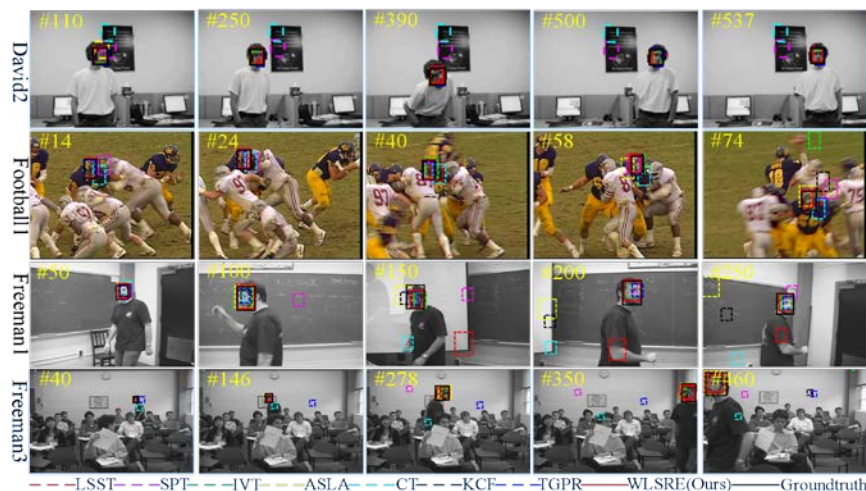 David2 #110 #250 #390 #500 #537
Football1 #14 #24 #40 #58 #74
Freeman1 #50 #100 #150 #200 #250
Freeman3 #40 #146 #278 #350 #460
LSST SPT IVT ASLA CT KCF TGPR WLSRE(Ours) Groundtruth